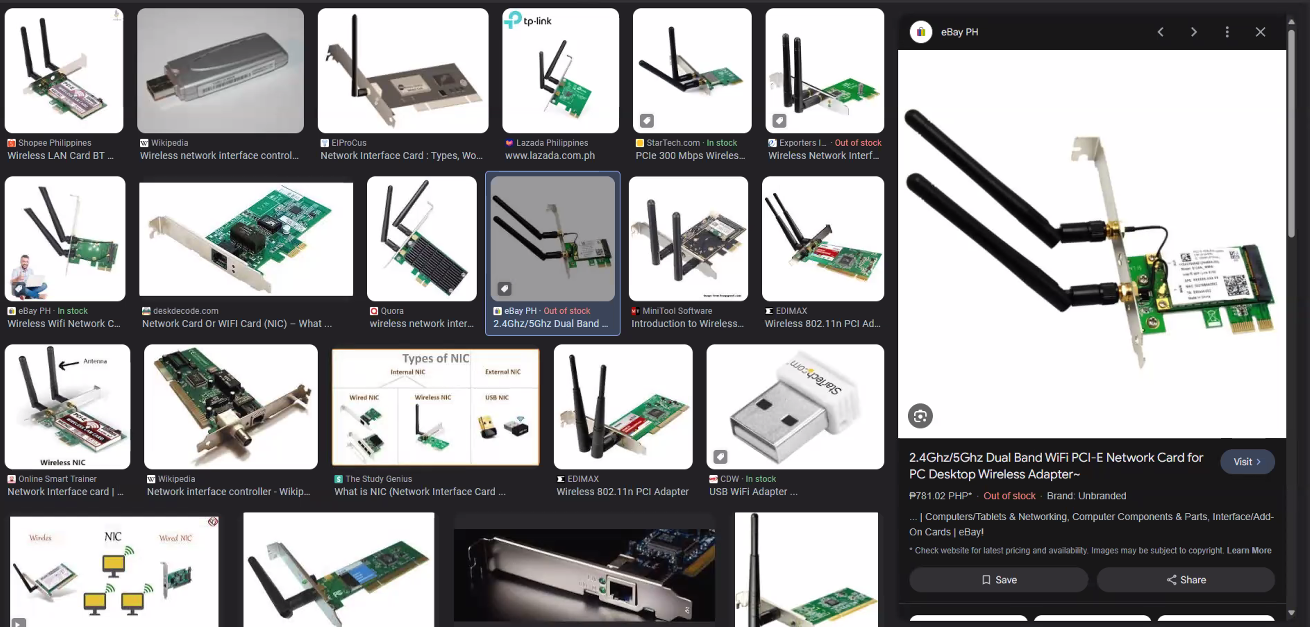 tp-link
eBay PH
Shopee Philippines
Wireless LAN Card BT ...
Wikipedia
Wireless network interface control...
ElProCus
Network Interface Card : Types, Wo...
Lazada Philippines
www.lazada.com.ph
StarTech.com · In stock
PCIe 300 Mbps Wireles...
Exporters I... · Out of stock
Wireless Network Interf...
eBay PH · In stock
Wireless Wifi Network C...
deskdecode.com
Network Card Or WIFI Card (NIC) – What ...
Quora
wireless network inter...
eBay PH · Out of stock
2.4Ghz/5Ghz Dual Band ...
MiniTool Software
Introduction to Wireless...
EDIMAX
Wireless 802.11n PCI Ad...
Antenna
Wireless NIC
Types of NIC
Internal NIC
External NIC
Wired NIC
Wireless NIC
USB NIC
StarTech.com
Online Smart Trainer
Network Interface card | ...
Wikipedia
Network interface controller - Wikip...
The Study Genius
What is NIC (Network Interface Card ...
EDIMAX
Wireless 802.11n PCI Adapter
CDW · In stock
USB WiFi Adapter ...
NIC
Wired NIC
2.4Ghz/5Ghz Dual Band WiFi PCI-E Network Card for
PC Desktop Wireless Adapter~
Visit
₱781.02 PHP* · Out of stock · Brand: Unbranded
... | Computers/Tablets & Networking, Computer Components & Parts, Interface/Add-
On Cards | eBay!
* Check website for latest pricing and availability. Images may be subject to copyright. Learn More
Save
Share